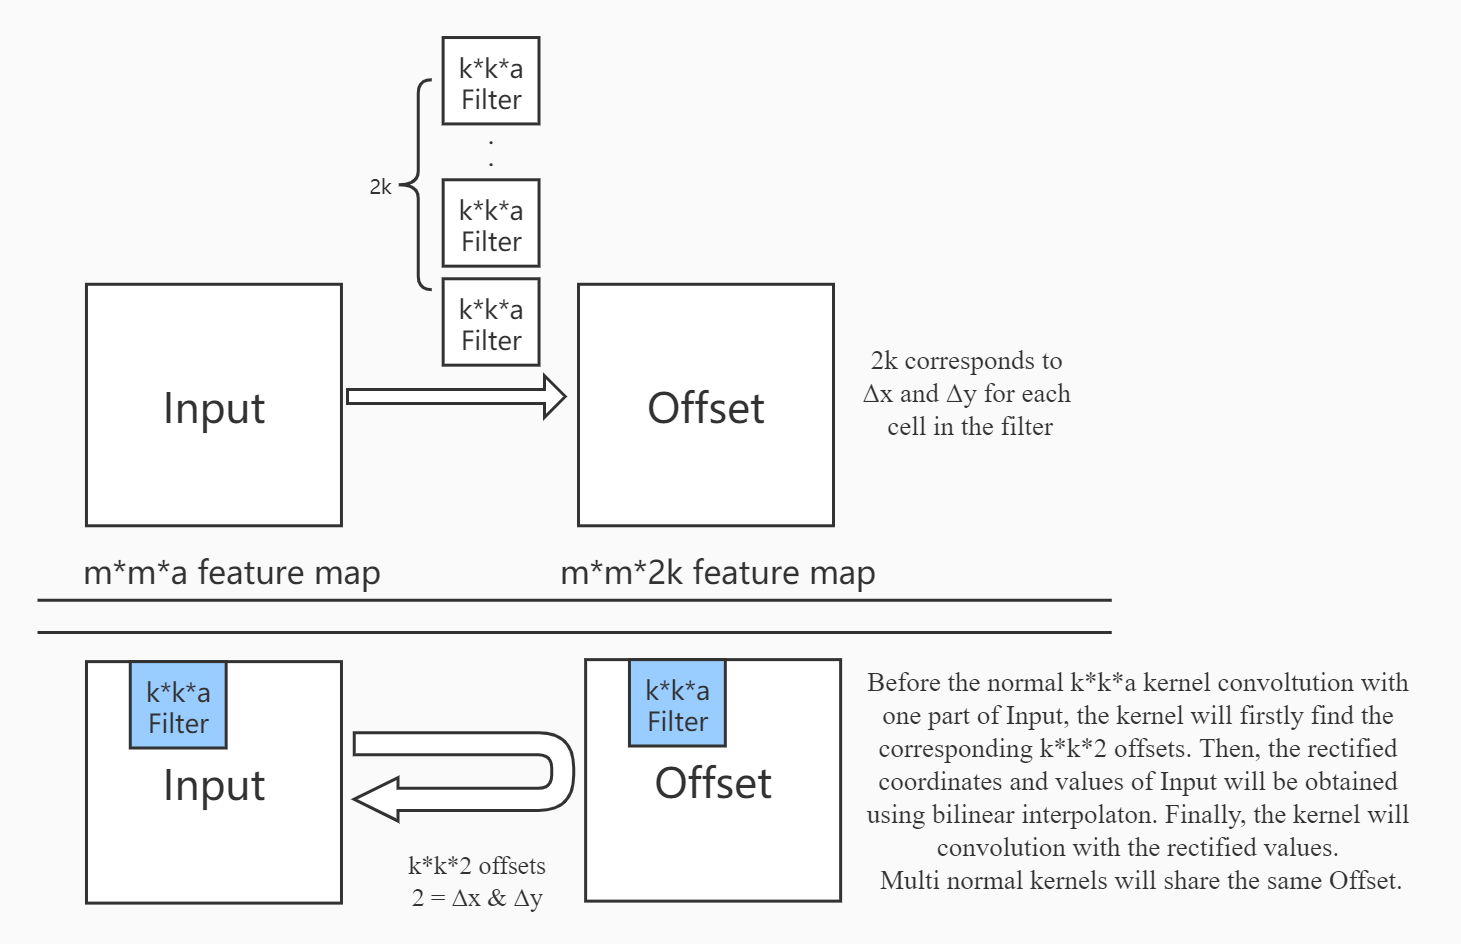 k*k*a
Filter
.
.
2k
k*k*a
Filter
k*k*a
Filter
Input
Offset
2k corresponds to
Δx and Δy for each
cell in the filter
m*m*a feature map
m*m*2k feature map
k*k*a
Filter
Input
k*k*a
Filter
Offset
k*k*2 offsets
2 = Δx & Δy
Before the normal k*k*a kernel convoltution with
one part of Input, the kernel will firstly find the
corresponding k*k*2 offsets. Then, the rectified
coordinates and values of Input will be obtained
using bilinear interpolaton. Finally, the kernel will
convolution with the rectified values.
Multi normal kernels will share the same Offset.